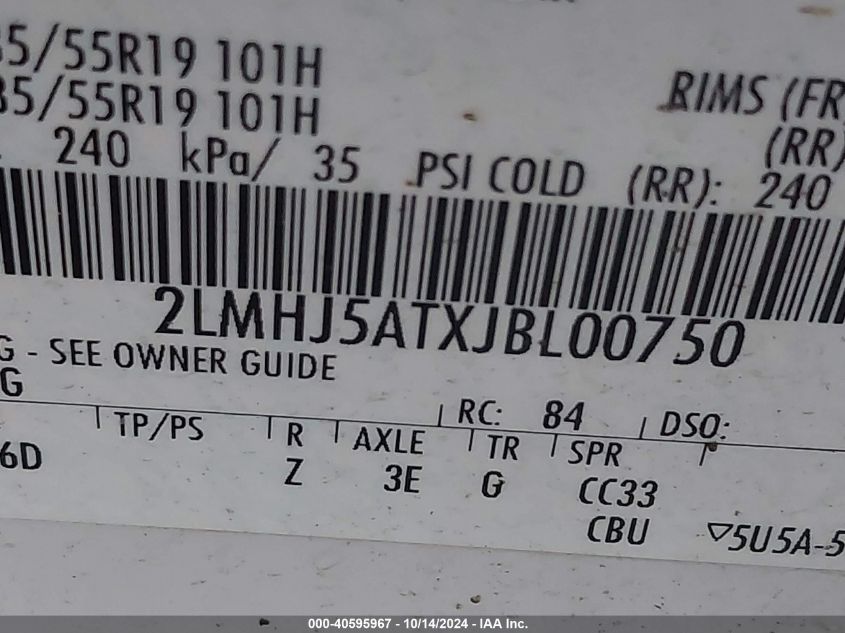 35/55R19 101H
35/55R19 101H
RIMS (FR
(RR)
240 kPa/ 35 PSI COLD (RR): 240
2LMHJ5ATXJBL00750
G - SEE OWNER GUIDE
G
RC: 84 DSO:
TP/PS R AXLE TR SPR
6D Z 3E G CC33
CBU ▽5U5A-5
000-40595967 - 10/14/2024 - IAA Inc.